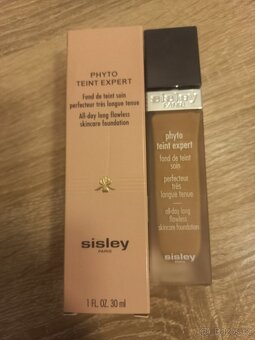 PHYTO
TEINT EXPERT
Fond de teint soin
perfecteur très longue tenue
All-day long flawless
skincare foundation
sisley
PARIS
1 FL. OZ. 30 ml
sisley
PARIS
phyto
teint expert
fond de teint
soin
perfecteur
très
longue tenue
all-day long
flawless
skincare foundation
sisley
PARIS